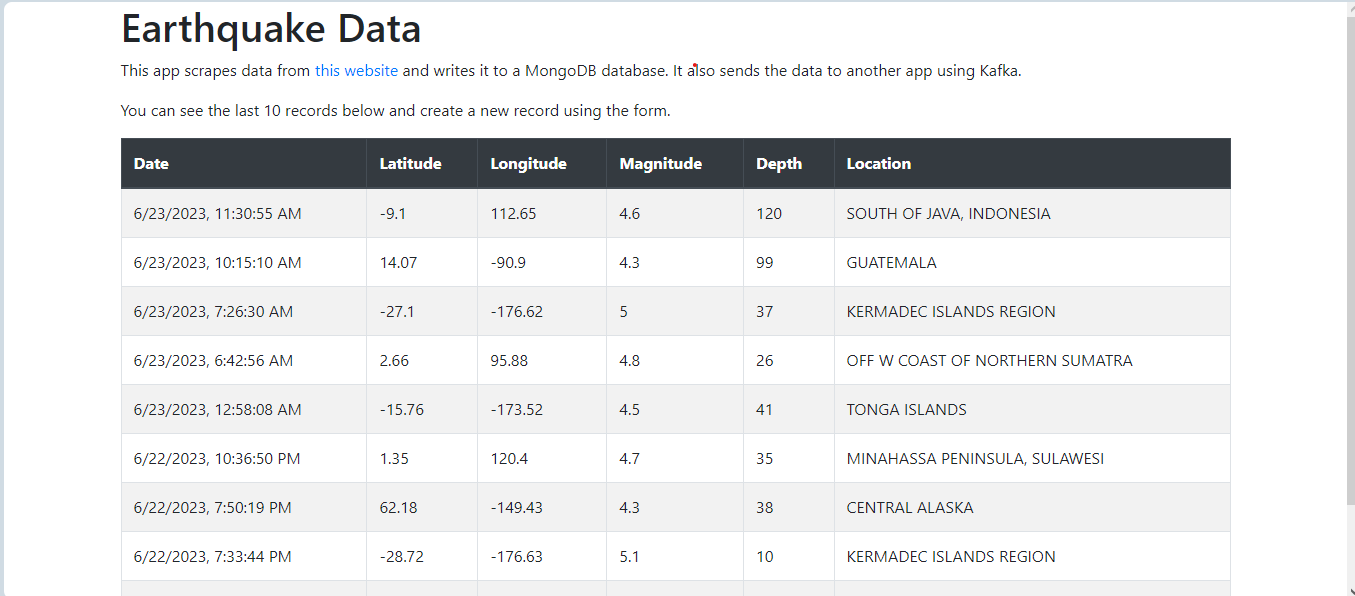 Earthquake Data
This app scrapes data from this website and writes it to a MongoDB database. It also sends the data to another app using Kafka.
You can see the last 10 records below and create a new record using the form.
Date Latitude Longitude Magnitude Depth Location
6/23/2023, 11:30:55 AM -9.1 112.65 4.6 120 SOUTH OF JAVA, INDONESIA
6/23/2023, 10:15:10 AM 14.07 -90.9 4.3 99 GUATEMALA
6/23/2023, 7:26:30 AM -27.1 -176.62 5 37 KERMADEC ISLANDS REGION
6/23/2023, 6:42:56 AM 2.66 95.88 4.8 26 OFF W COAST OF NORTHERN SUMATRA
6/23/2023, 12:58:08 AM -15.76 -173.52 4.5 41 TONGA ISLANDS
6/22/2023, 10:36:50 PM 1.35 120.4 4.7 35 MINAHASSA PENINSULA, SULAWESI
6/22/2023, 7:50:19 PM 62.18 -149.43 4.3 38 CENTRAL ALASKA
6/22/2023, 7:33:44 PM -28.72 -176.63 5.1 10 KERMADEC ISLANDS REGION